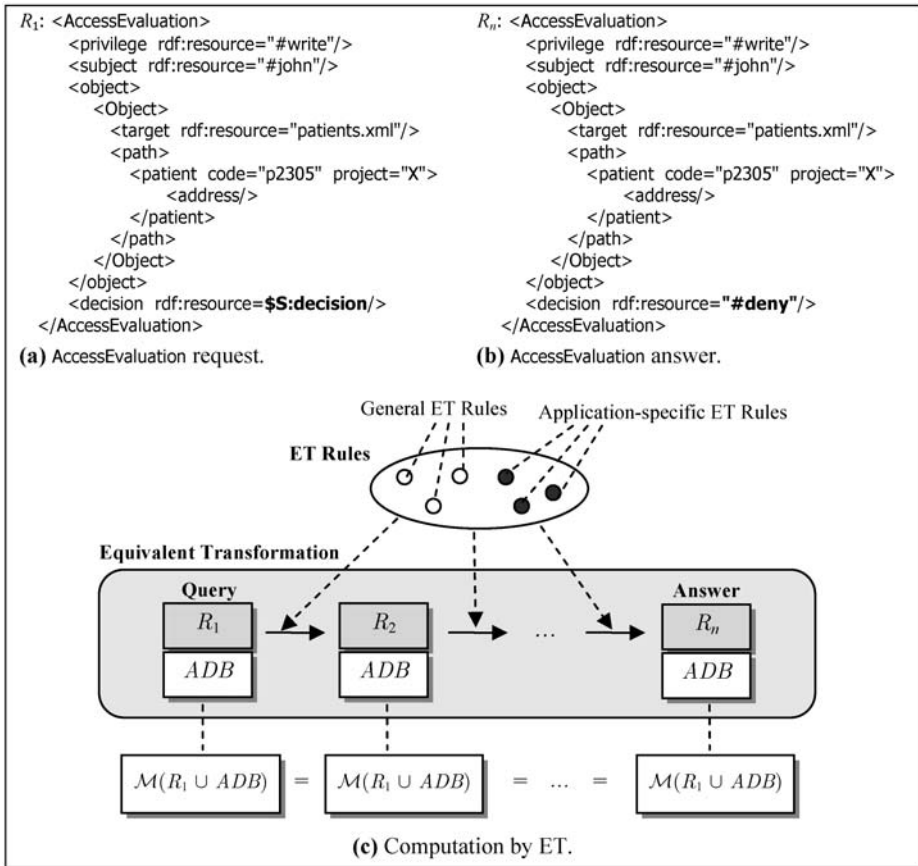 R1: <AccessEvaluation>
<privilege rdf:resource="#write"/>
<subject rdf:resource="#john"/>
<object>
<Object>
<target rdf:resource="patients.xml"/>
<path>
<patient code="p2305" project="X">
<address/>
</patient>
</path>
</Object>
</object>
<decision rdf:resource=$S:decision/>
</AccessEvaluation>
(a) AccessEvaluation request.
Rn: <AccessEvaluation>
<privilege rdf:resource="#write"/>
<subject rdf:resource="#john"/>
<object>
<Object>
<target rdf:resource="patients.xml"/>
<path>
<patient code="p2305" project="X">
<address/>
</patient>
</path>
</Object>
</object>
<decision rdf:resource="#deny"/>
</AccessEvaluation>
(b) AccessEvaluation answer.
General ET Rules
Application-specific ET Rules
ET Rules
Equivalent Transformation
Query
Answer
R1
R2
...
Rn
ADB
ADB
ADB
M(R1 ∪ ADB) = M(R1 ∪ ADB) = ... = M(R1 ∪ ADB)
(c) Computation by ET.